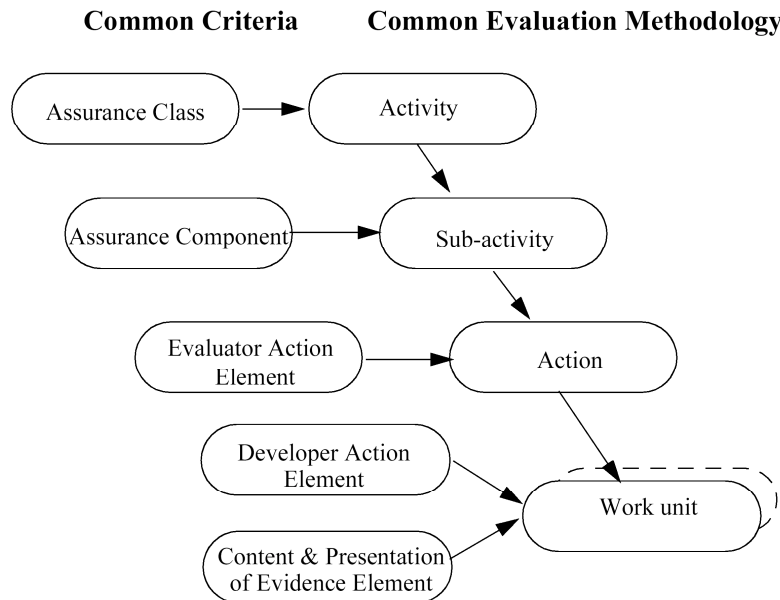 Common Criteria
Common Evaluation Methodology
Assurance Class
Activity
Assurance Component
Sub-activity
Evaluator Action
Element
Action
Developer Action
Element
Work unit
Content & Presentation
of Evidence Element